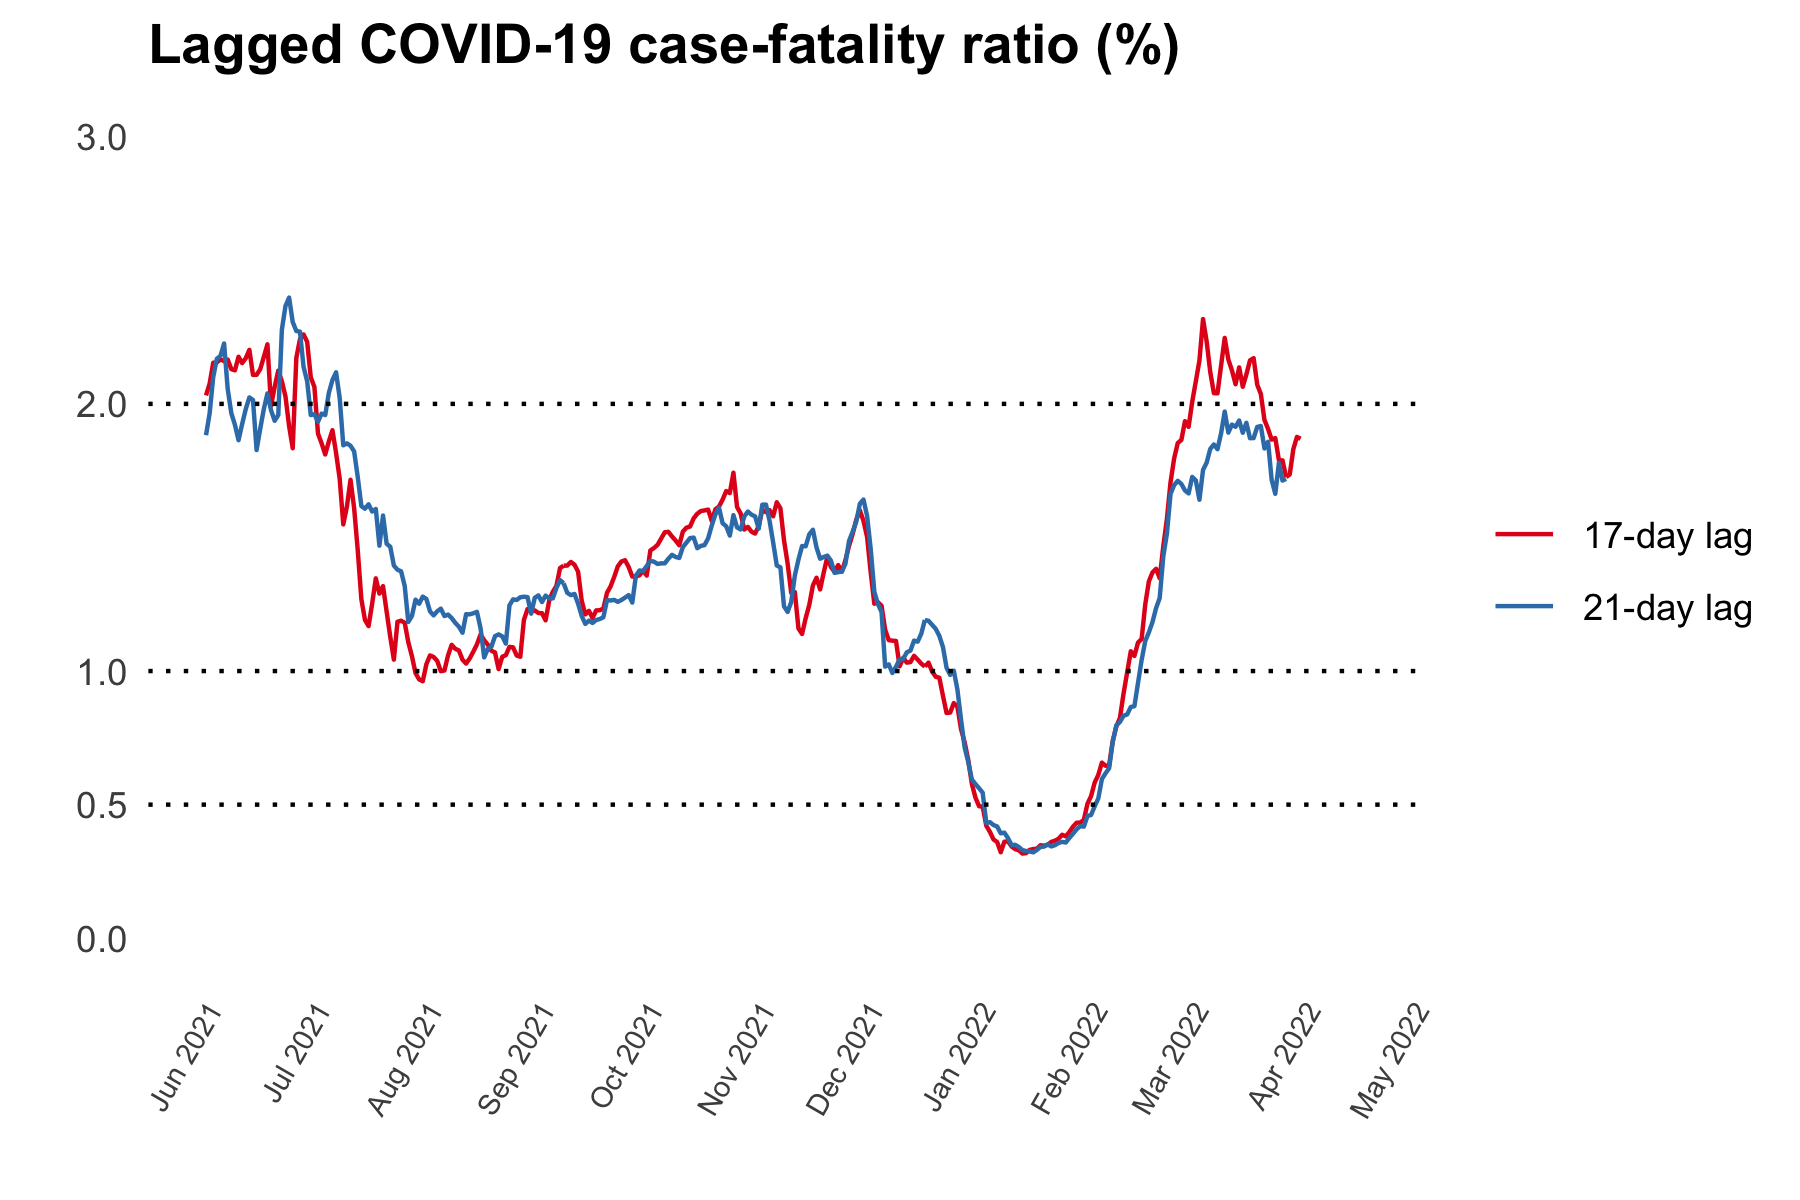 Lagged COVID-19 case-fatality ratio (%)
3.0
2.0
1.0
0.5
0.0
17-day lag
21-day lag
Jun 2021
Jul 2021
Aug 2021
Sep 2021
Oct 2021
Nov 2021
Dec 2021
Jan 2022
Feb 2022
Mar 2022
Apr 2022
May 2022